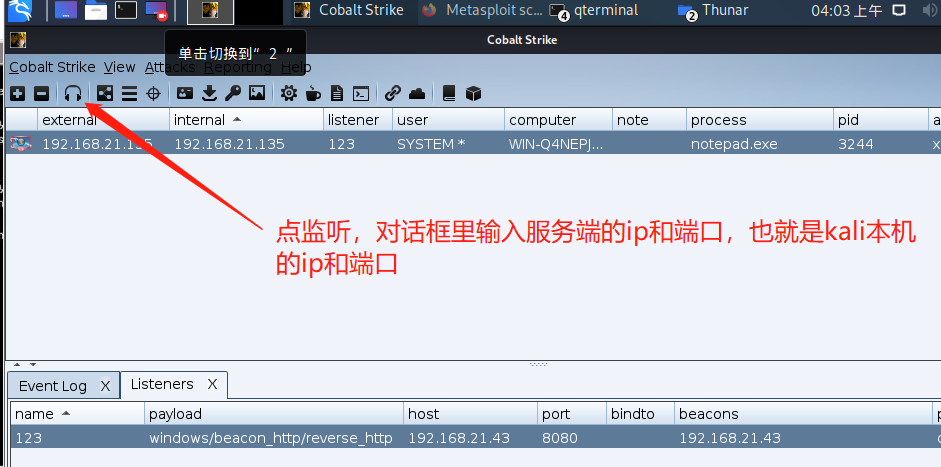 Cobalt Strike
Metasploit sc...
4
qterminal
2
Thunar
04:03 上午
Cobalt Strike
单击切换到“2 ”
Cobalt Strike View Attacks Reporting Help
external internal listener user computer note process pid a
192.168.21.135 192.168.21.135 123 SYSTEM * WIN-Q4NEPJ... notepad.exe 3244 x
点监听，对话框里输入服务端的ip和端口，也就是kali本机
的ip和端口
Event Log X Listeners X
name payload host port bindto beacons
123 windows/beacon_http/reverse_http 192.168.21.43 8080 192.168.21.43